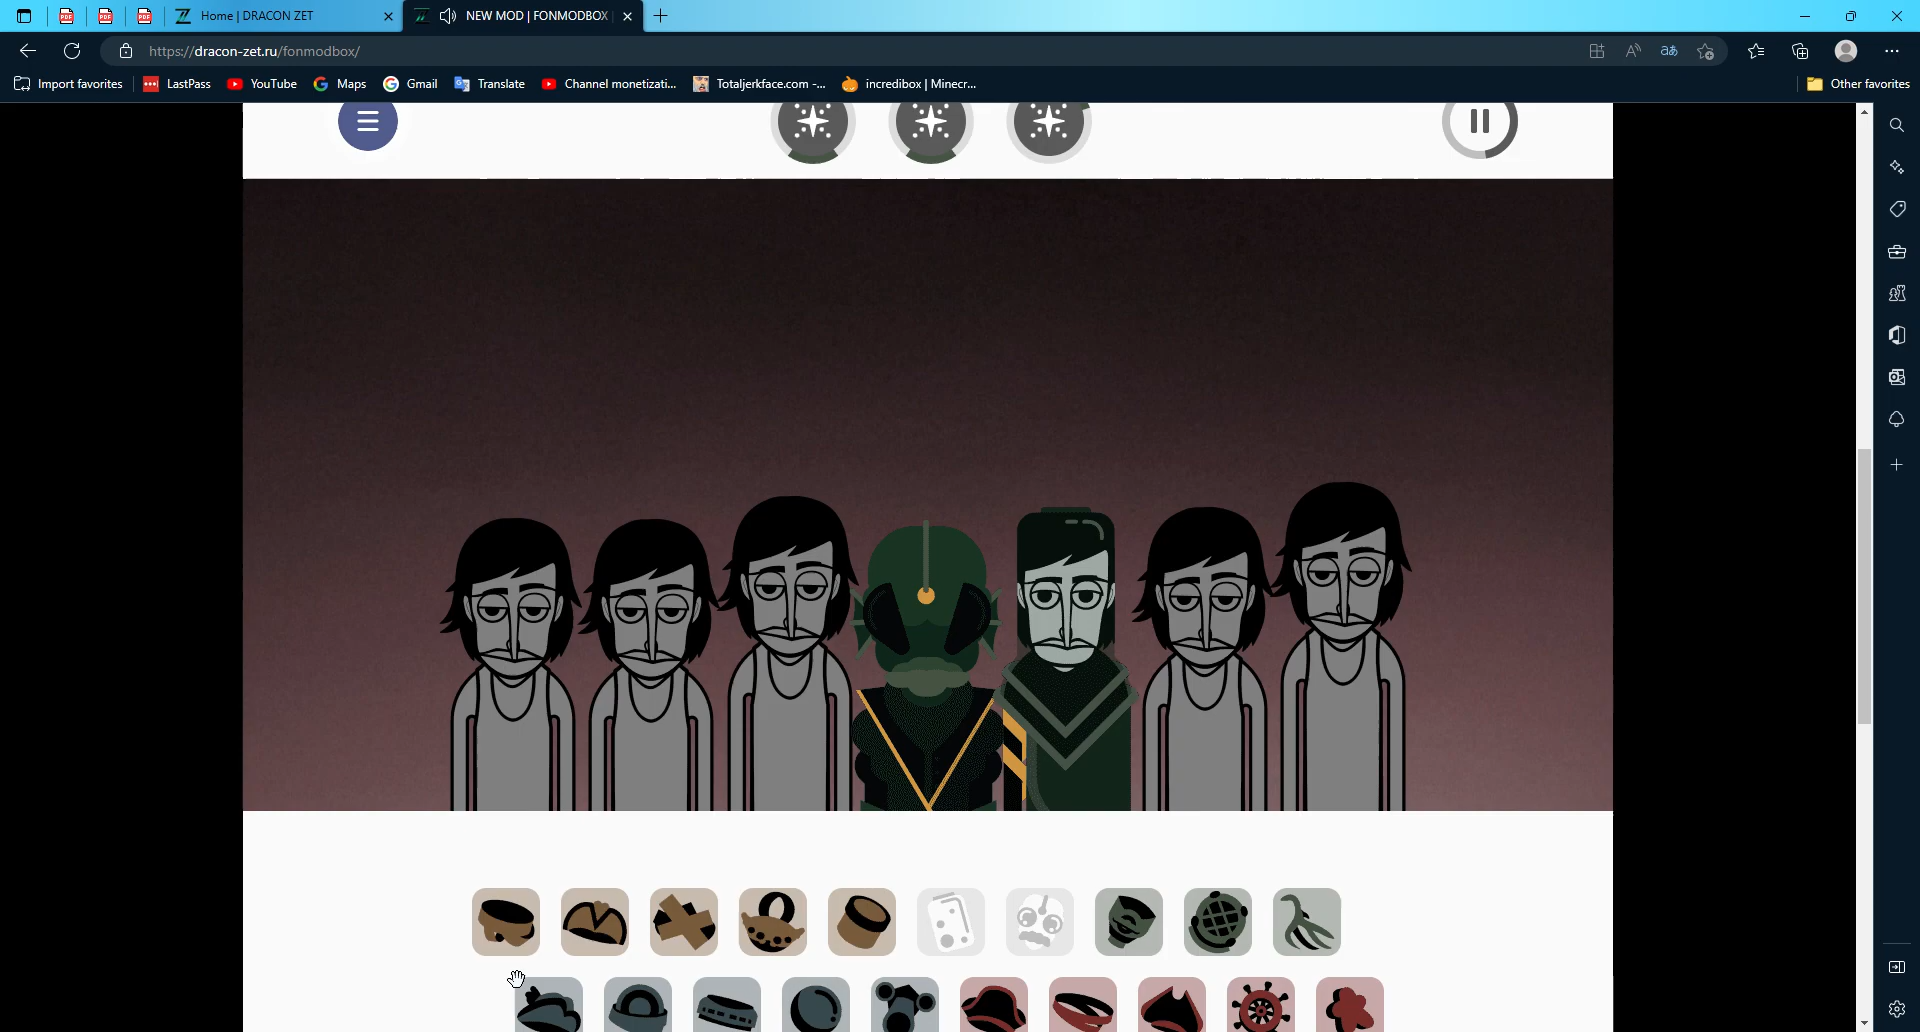 Home | DRACON ZET
NEW MOD | FONMODBOX
https://dracon-zet.ru/fonmodbox/
Import favorites
LastPass
YouTube
Maps
Gmail
Translate
Channel monetizati...
Totaljerkface.com -...
incredibox | Minecr...
Other favorites